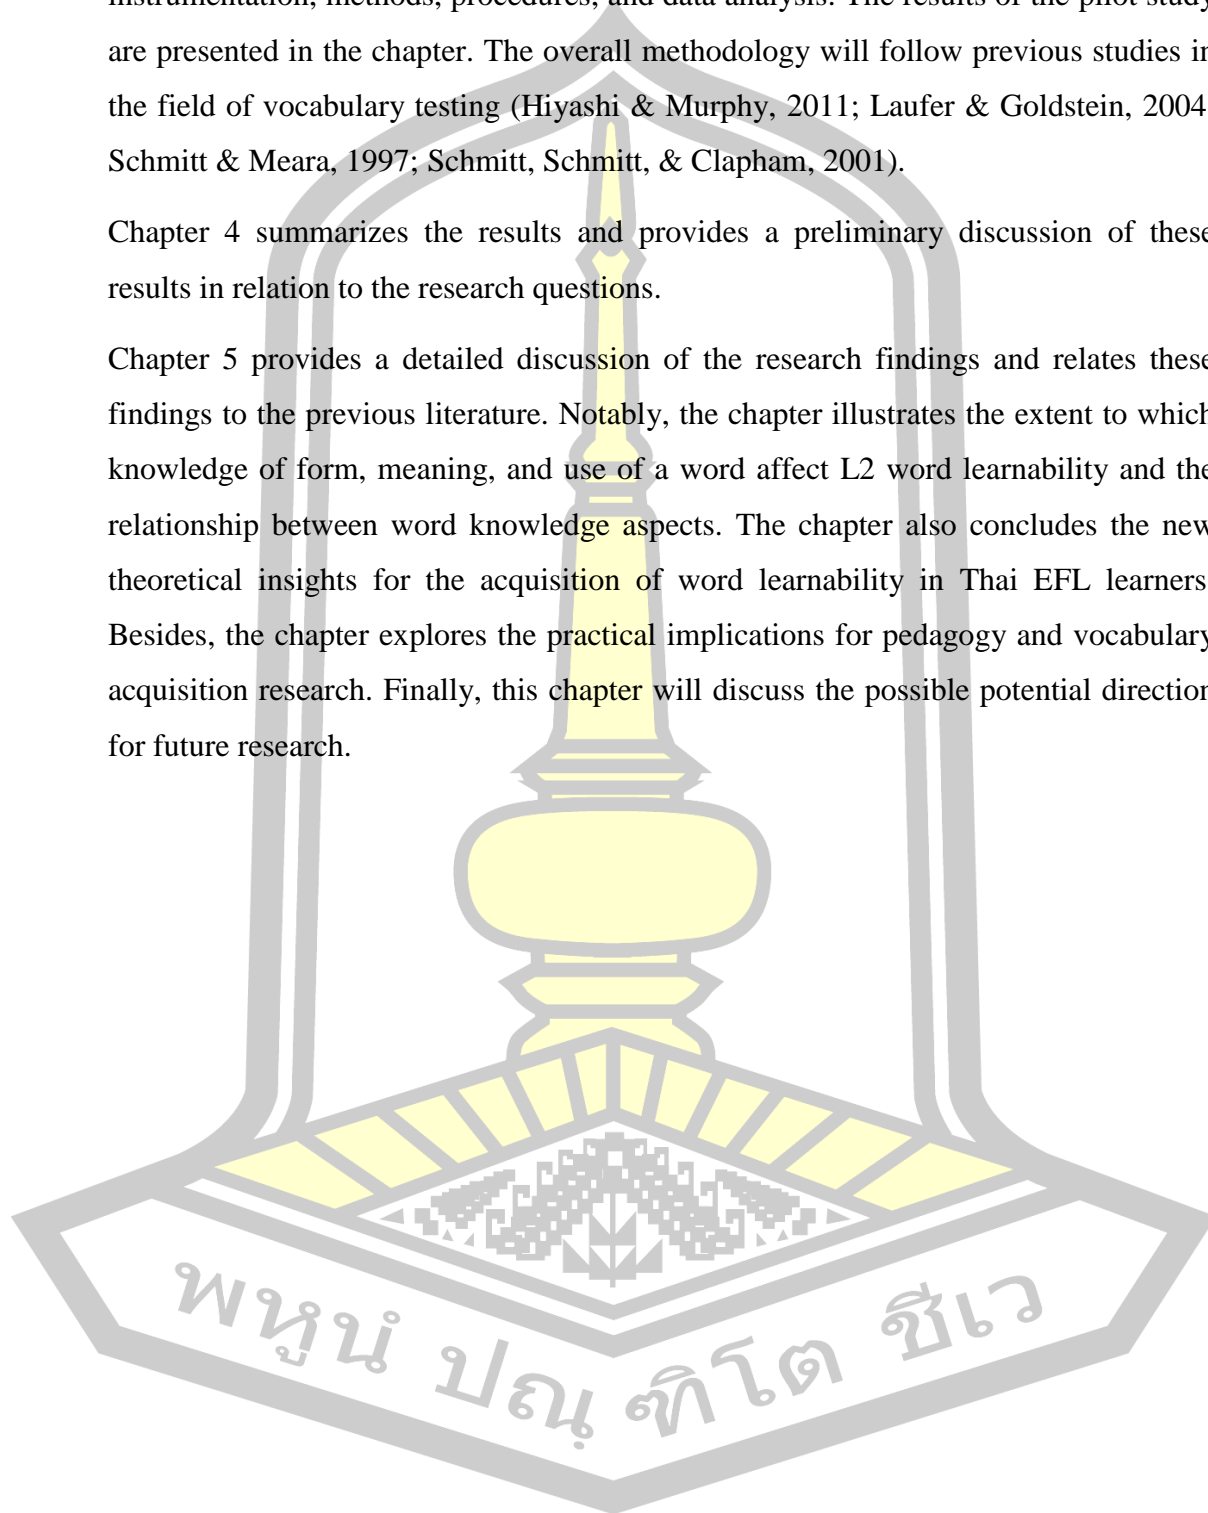 instrumentation, methods, procedures, and data analysis. The results of the pilot study
are presented in the chapter. The overall methodology will follow previous studies in
the field of vocabulary testing (Hiyashi & Murphy, 2011; Laufer & Goldstein, 2004
Schmitt & Meara, 1997; Schmitt, Schmitt, & Clapham, 2001).
Chapter 4 summarizes the results and provides a preliminary discussion of these
results in relation to the research questions.
Chapter 5 provides a detailed discussion of the research findings and relates these
findings to the previous literature. Notably, the chapter illustrates the extent to which
knowledge of form, meaning, and use of a word affect L2 word learnability and the
relationship between word knowledge aspects. The chapter also concludes the new
theoretical insights for the acquisition of word learnability in Thai EFL learners
Besides, the chapter explores the practical implications for pedagogy and vocabulary
acquisition research. Finally, this chapter will discuss the possible potential direction
for future research.
พหูนํ ปณฺ ฑิโต ชีเว